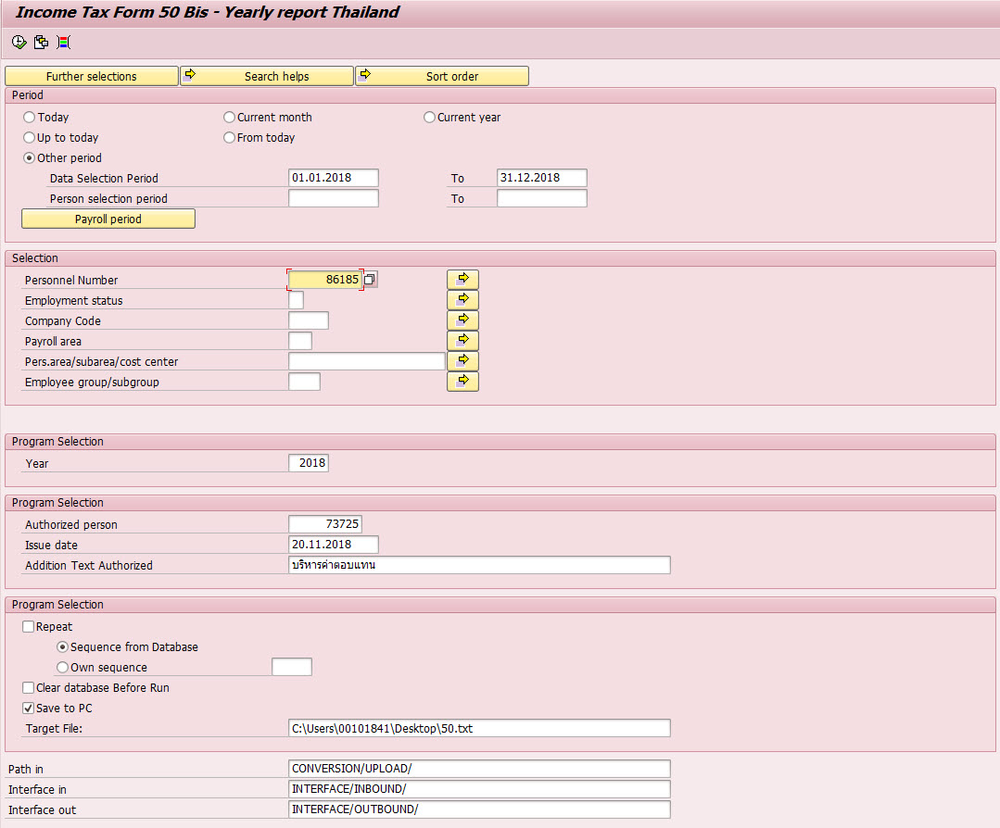 Income Tax Form 50 Bis - Yearly report Thailand
Further selections Search helps Sort order
Period
Today Current month Current year
Up to today From today
Other period
Data Selection Period 01.01.2018 To 31.12.2018
Person selection period To
Payroll period
Selection
Personnel Number 86185
Employment status
Company Code
Payroll area
Pers.area/subarea/cost center
Employee group/subgroup
Program Selection
Year 2018
Program Selection
Authorized person 73725
Issue date 20.11.2018
Addition Text Authorized บริหารค่าตอบแทน
Program Selection
Repeat
Sequence from Database
Own sequence
Clear database Before Run
Save to PC
Target File: C:\Users\00101841\Desktop\50.txt
Path in CONVERSION/UPLOAD/
Interface in INTERFACE/INBOUND/
Interface out INTERFACE/OUTBOUND/